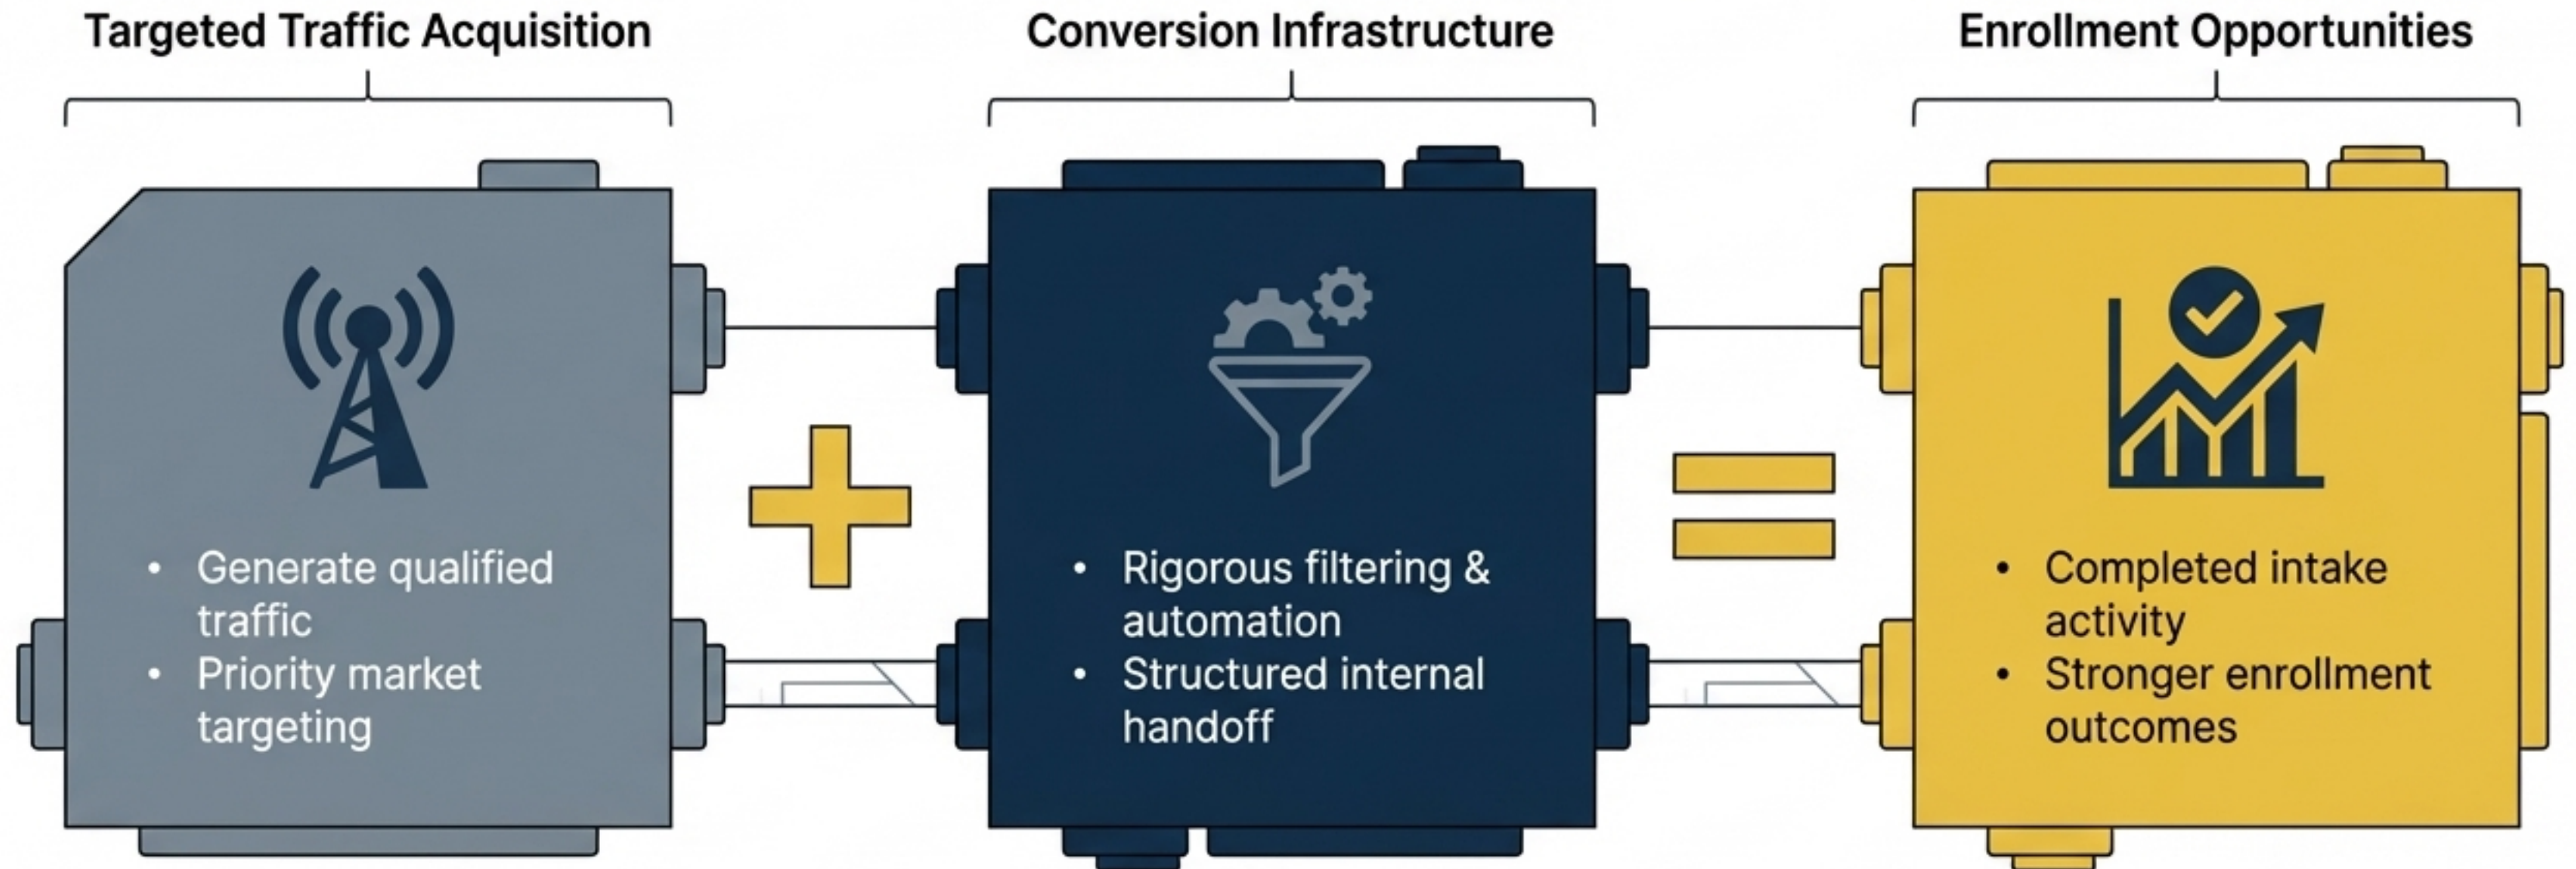 Targeted Traffic Acquisition
Conversion Infrastructure
Enrollment Opportunities
• Generate qualified
traffic
• Priority market
targeting
• Rigorous filtering &
automation
• Structured internal
handoff
• Completed intake
activity
• Stronger enrollment
outcomes